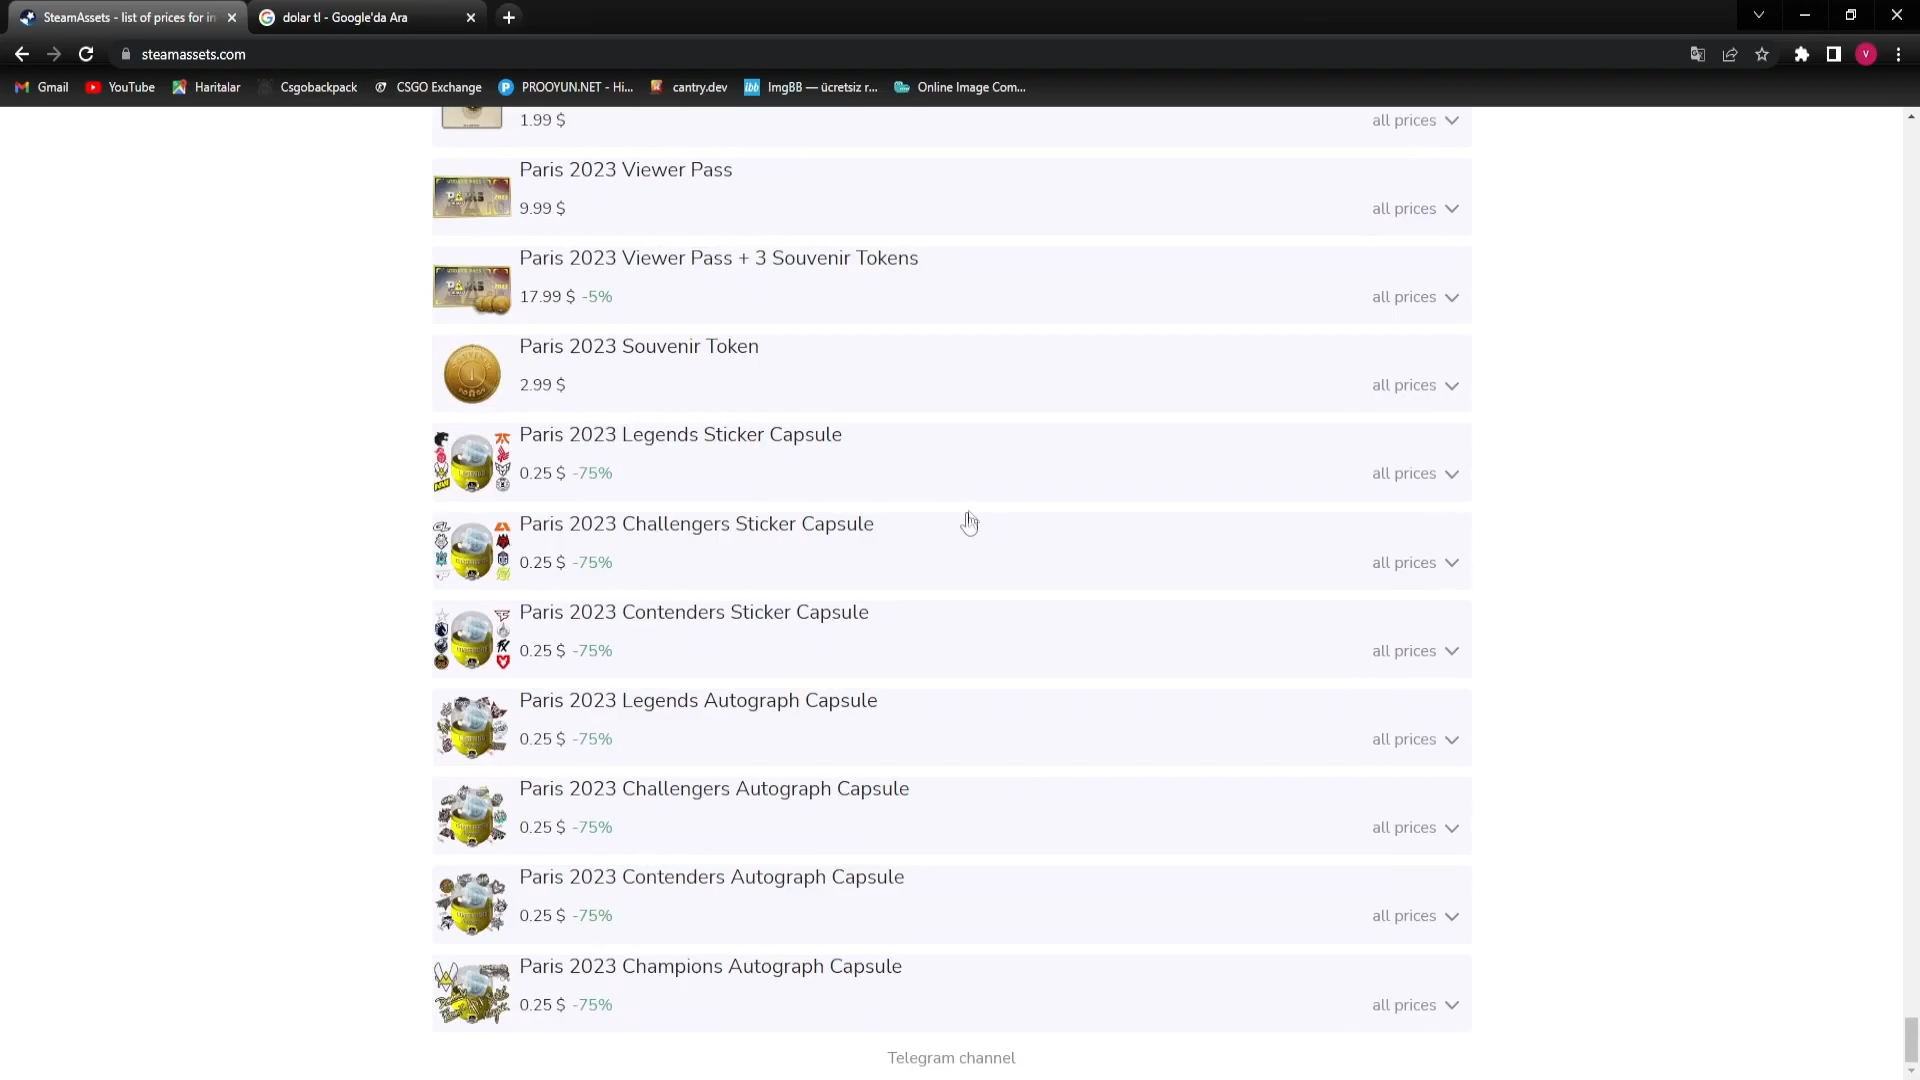 SteamAssets - list of prices for in
dolar tl - Google'da Ara
steamassets.com
V
Gmail
YouTube
Haritalar
Csgobackpack
CSGO Exchange
PROOYUN.NET - Hi...
cantry.dev
ImgBB — ücretsiz r...
Online Image Com...
1.99 $
all prices
Paris 2023 Viewer Pass
9.99 $
all prices
Paris 2023 Viewer Pass + 3 Souvenir Tokens
17.99 $ -5%
all prices
Paris 2023 Souvenir Token
2.99 $
all prices
Paris 2023 Legends Sticker Capsule
0.25 $ -75%
all prices
Paris 2023 Challengers Sticker Capsule
0.25 $ -75%
all prices
Paris 2023 Contenders Sticker Capsule
0.25 $ -75%
all prices
Paris 2023 Legends Autograph Capsule
0.25 $ -75%
all prices
Paris 2023 Challengers Autograph Capsule
0.25 $ -75%
all prices
Paris 2023 Contenders Autograph Capsule
0.25 $ -75%
all prices
Paris 2023 Champions Autograph Capsule
0.25 $ -75%
all prices
Telegram channel